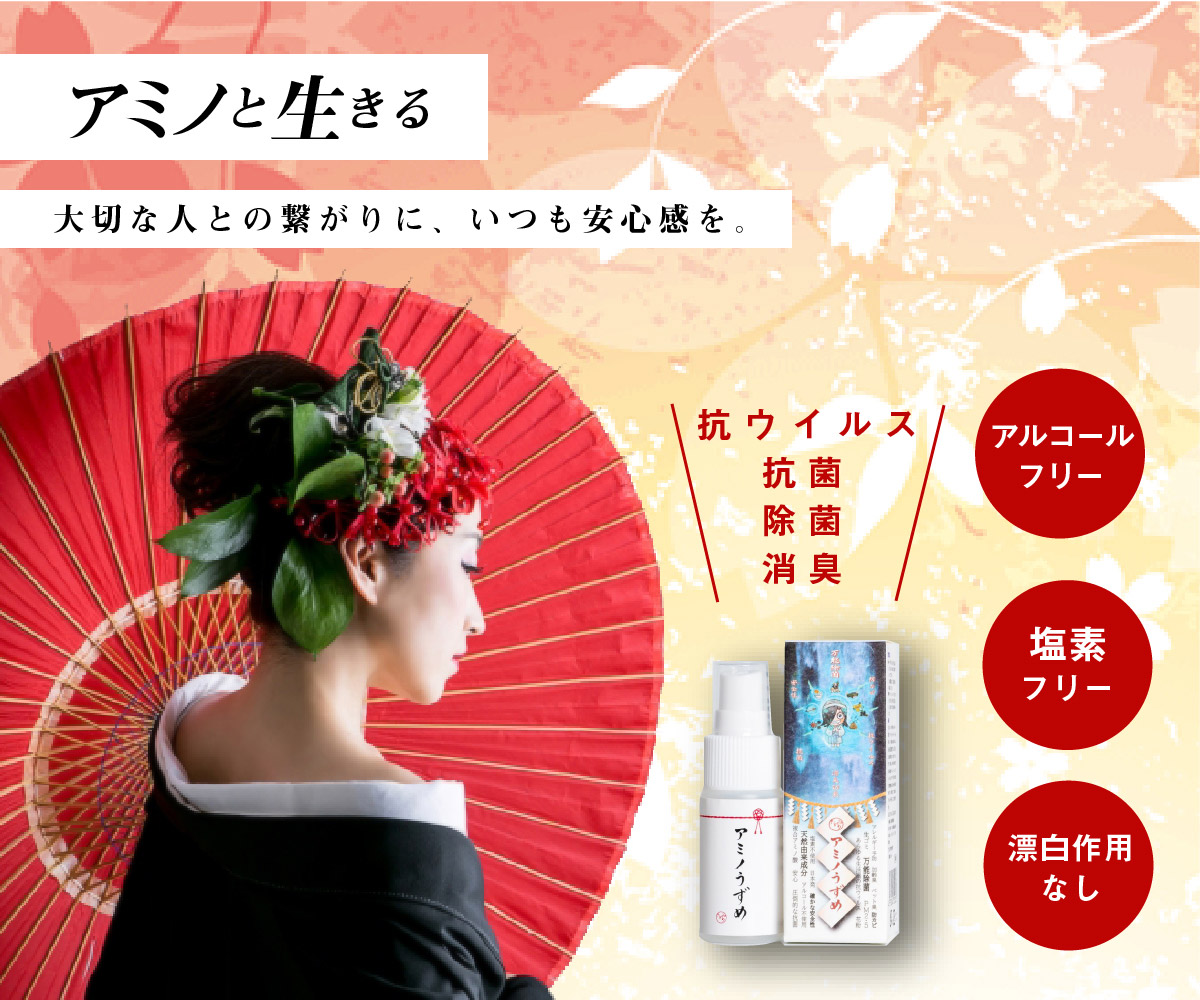 アミノと生きる
大切な人との繋がりに、いつも安心感を。
抗ウイルス
抗菌
除菌
消臭
アルコール
フリー
塩素
フリー
漂白作用
なし
アミノうずめ
万能除菌
アミノうずめ
万能除菌
天然由来成分